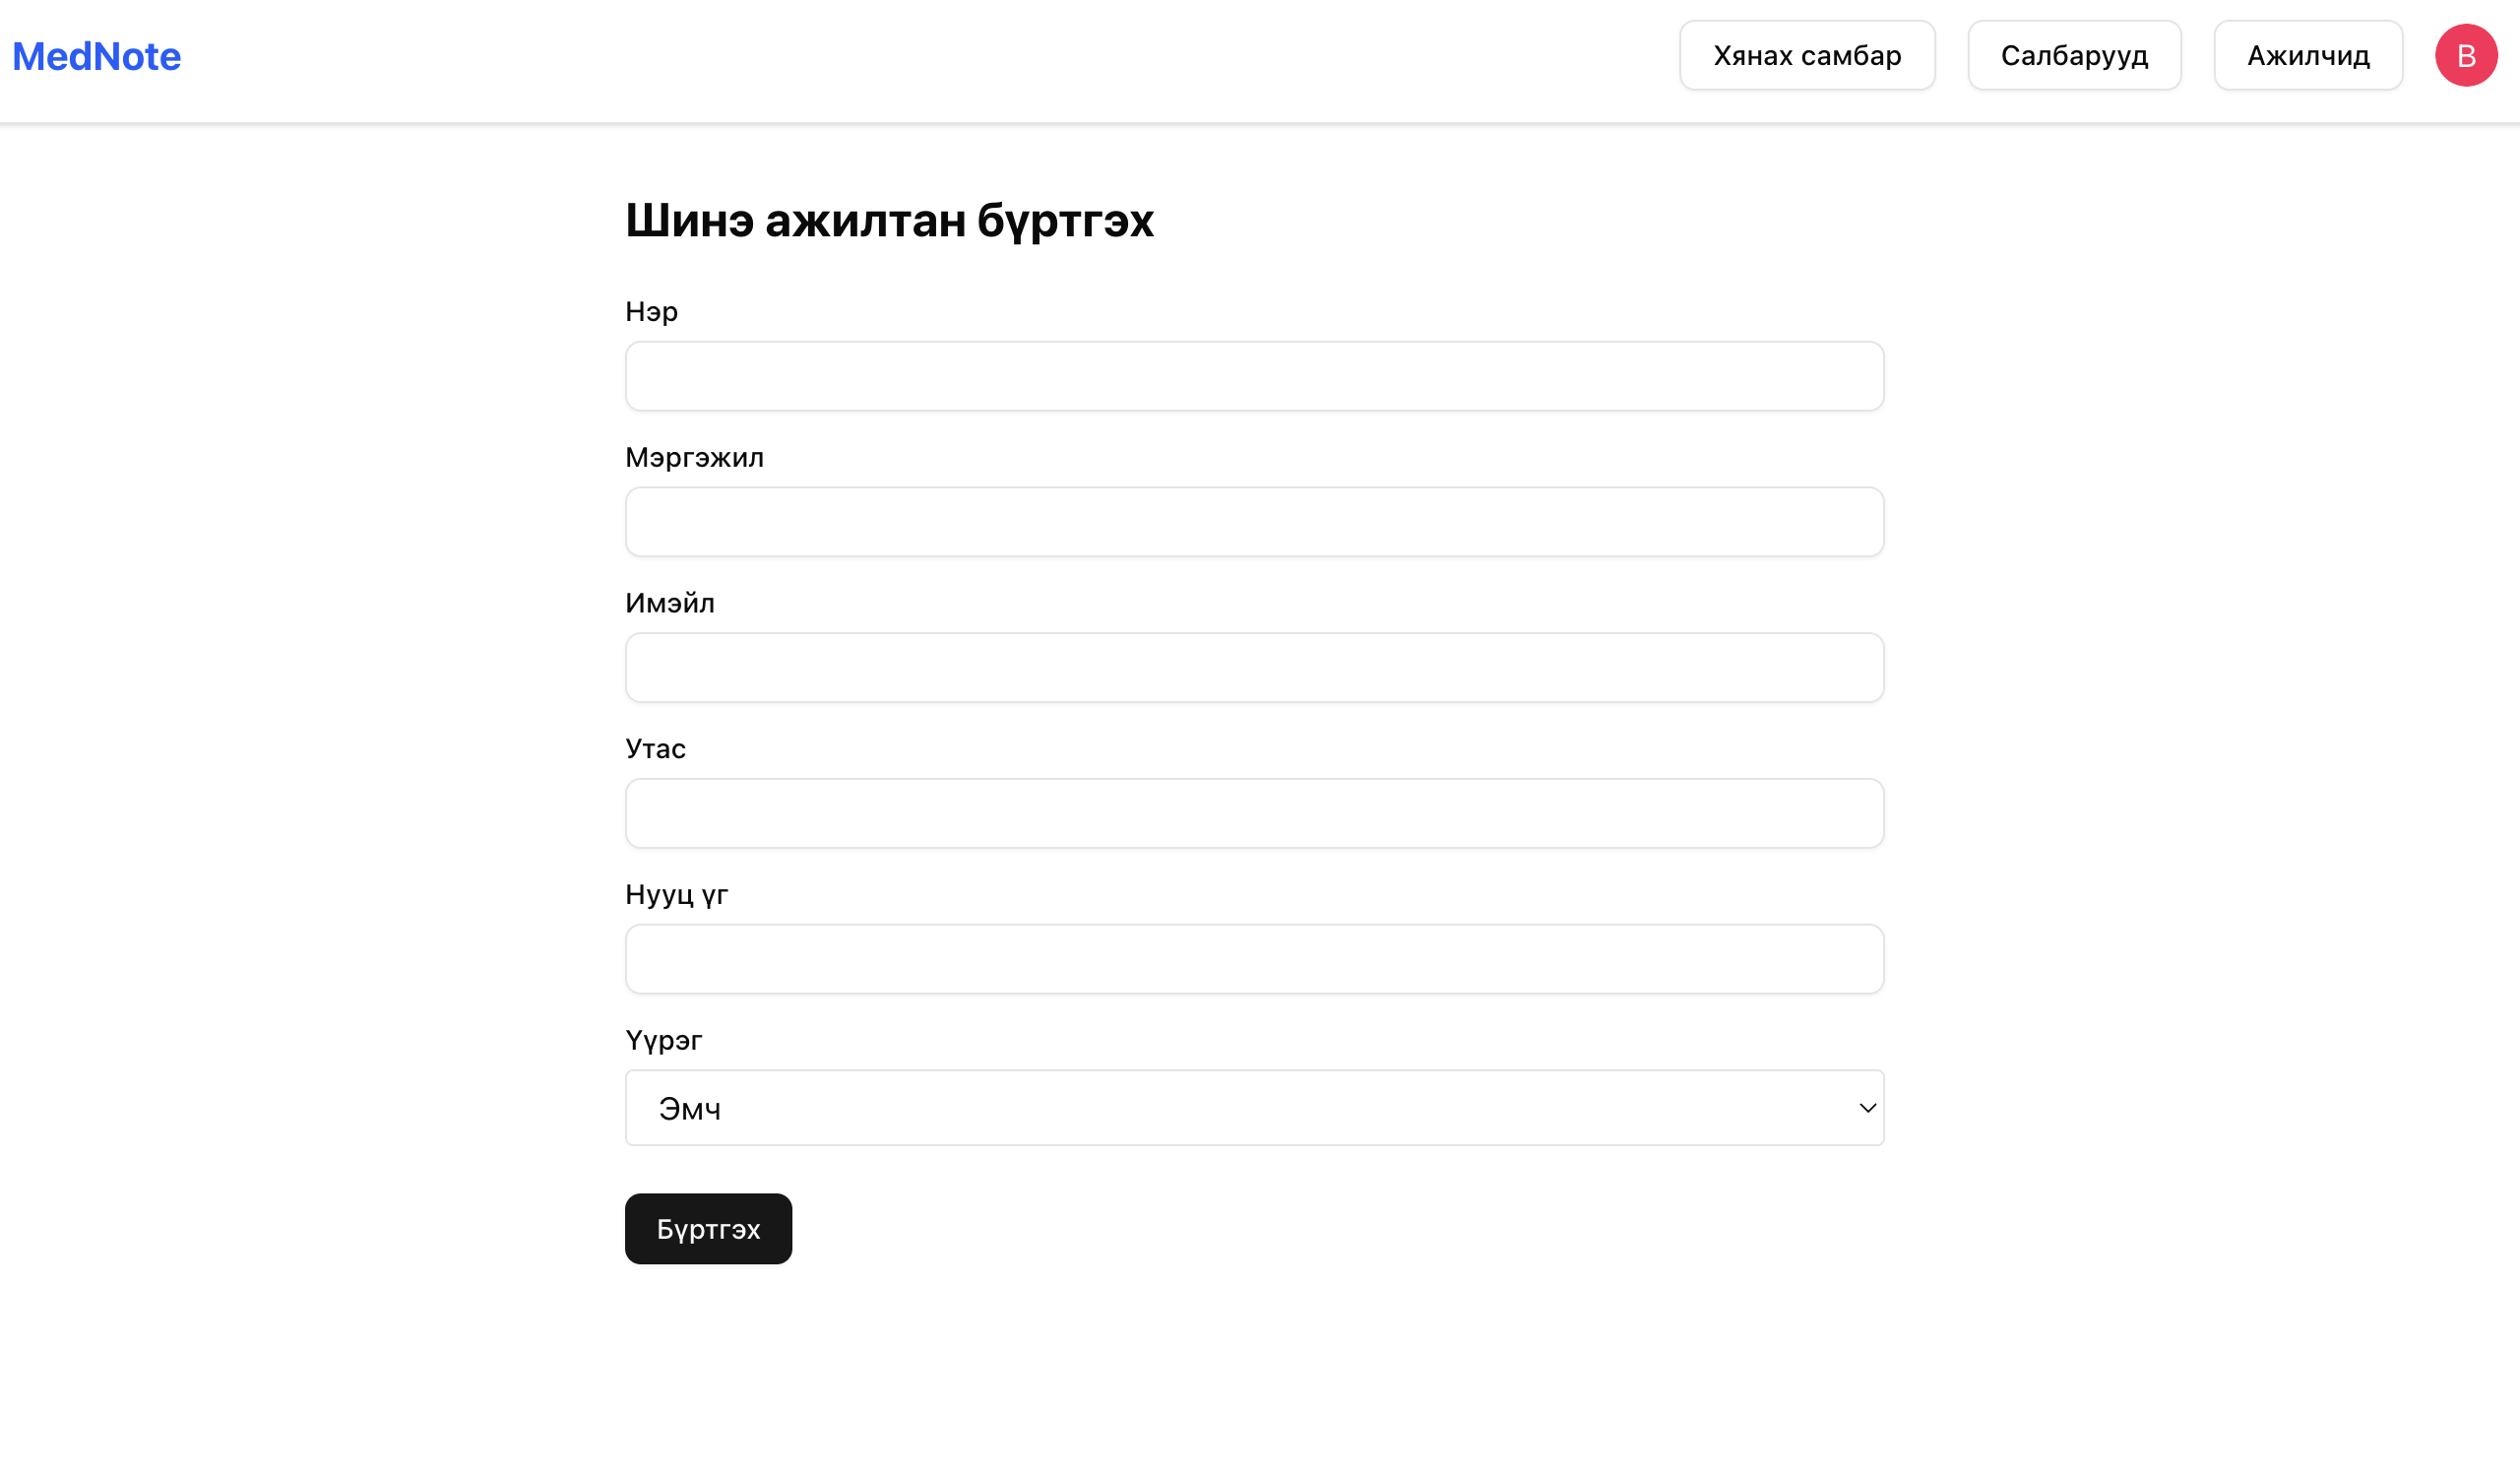 MedNote
Хянах самбар
Салбарууд
Ажилчид
B
Шинэ ажилтан бүртгэх
Нэр
Мэргэжил
Имэйл
Утас
Нууц үг
Үүрэг
Эмч
Бүртгэх